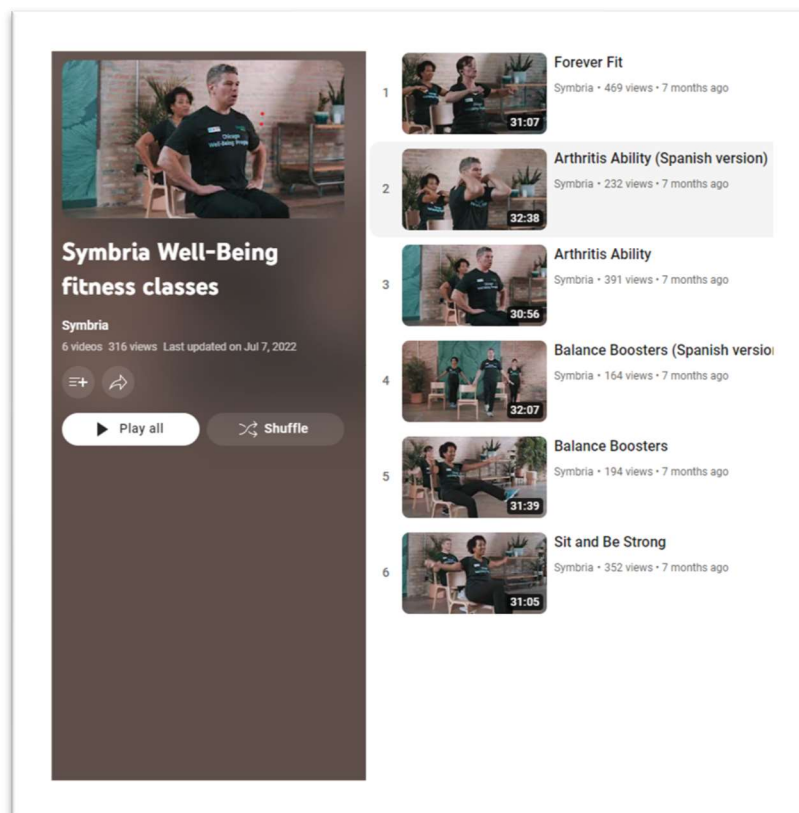 Chicago
Symbria Well-Being
fitness classes
Symbria
6 videos 316 views Last updated on Jul 7, 2022
Play all
Shuffle
1
31:07
Forever Fit
Symbria • 469 views • 7 months ago
2
32:38
Arthritis Ability (Spanish version)
Symbria • 232 views • 7 months ago
3
30:56
Arthritis Ability
Symbria • 391 views • 7 months ago
4
32:07
Balance Boosters (Spanish versio
Symbria • 164 views • 7 months ago
5
31:39
Balance Boosters
Symbria • 194 views • 7 months ago
6
31:05
Sit and Be Strong
Symbria • 352 views • 7 months ago